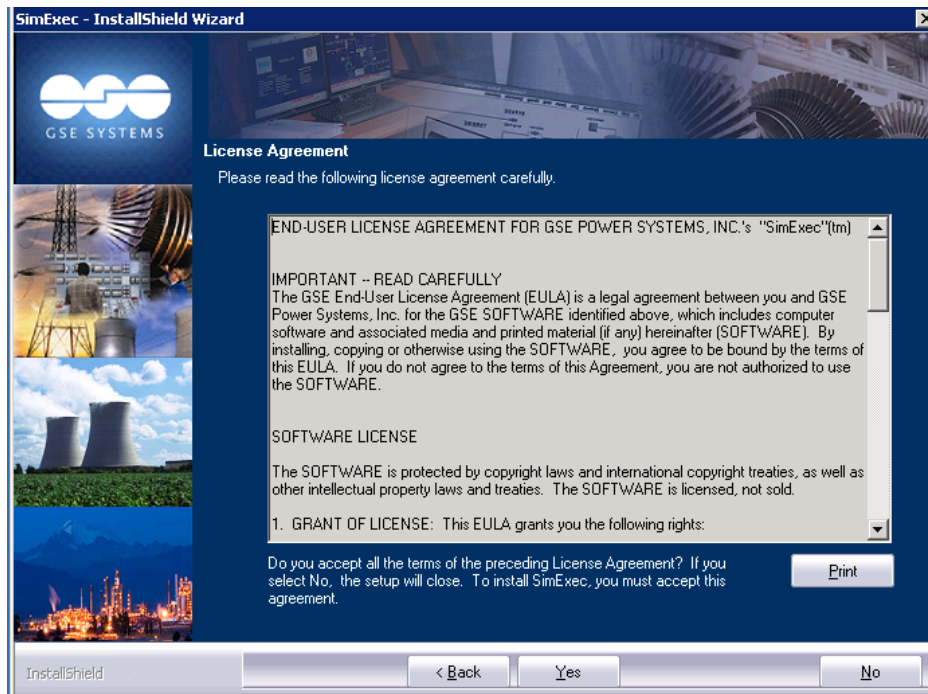 SimExec - InstallShield Wizard
GSE SYSTEMS
License Agreement
Please read the following license agreement carefully.
END-USER LICENSE AGREEMENT FOR GSE POWER SYSTEMS, INC.'s "SimExec"(tm)
IMPORTANT -- READ CAREFULLY
The GSE End-User License Agreement (EULA) is a legal agreement between you and GSE
Power Systems, Inc. for the GSE SOFTWARE identified above, which includes computer
software and associated media and printed material (if any) hereinafter (SOFTWARE). By
installing, copying or otherwise using the SOFTWARE, you agree to be bound by the terms of
this EULA. If you do not agree to the terms of this Agreement, you are not authorized to use
the SOFTWARE.
SOFTWARE LICENSE
The SOFTWARE is protected by copyright laws and international copyright treaties, as well as
other intellectual property laws and treaties. The SOFTWARE is licensed, not sold.
1. GRANT OF LICENSE: This EULA grants you the following rights:
Do you accept all the terms of the preceding License Agreement? If you
select No, the setup will close. To install SimExec, you must accept this
agreement.
Print
InstallShield
< Back
Yes
No